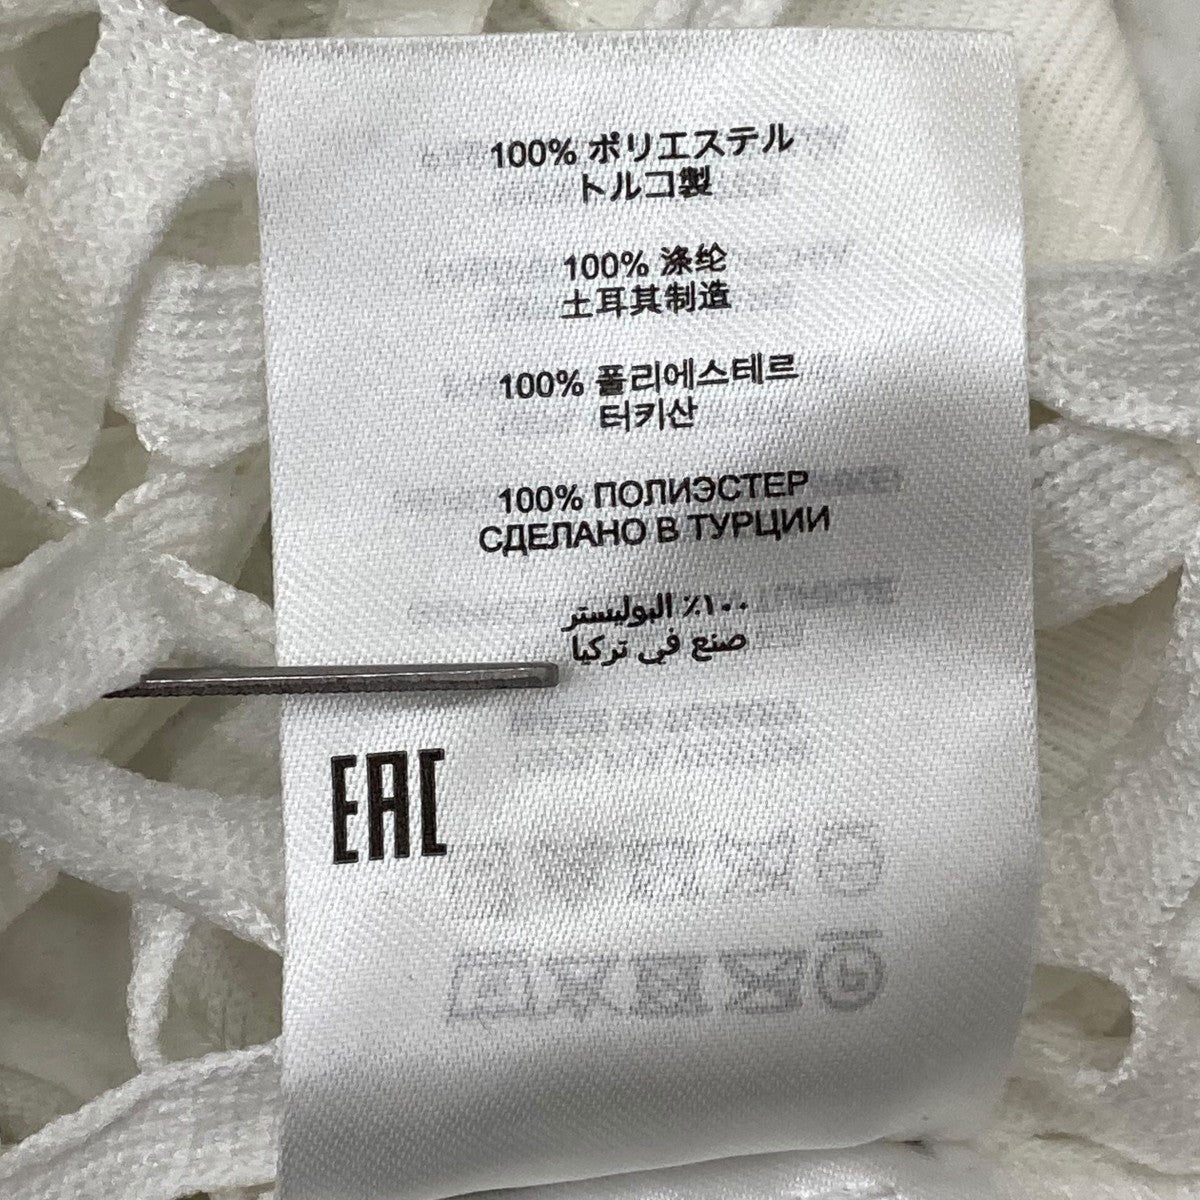 100% ポリエステル
トルコ製
100% 涤纶
土耳其制造
100% 폴리에스테르
터키산
100% ПОЛИЭСТЕР
СДЕЛАНО В ТУРЦИИ
١٠٠٪ البوليستر
صنع في تركيا
EAC